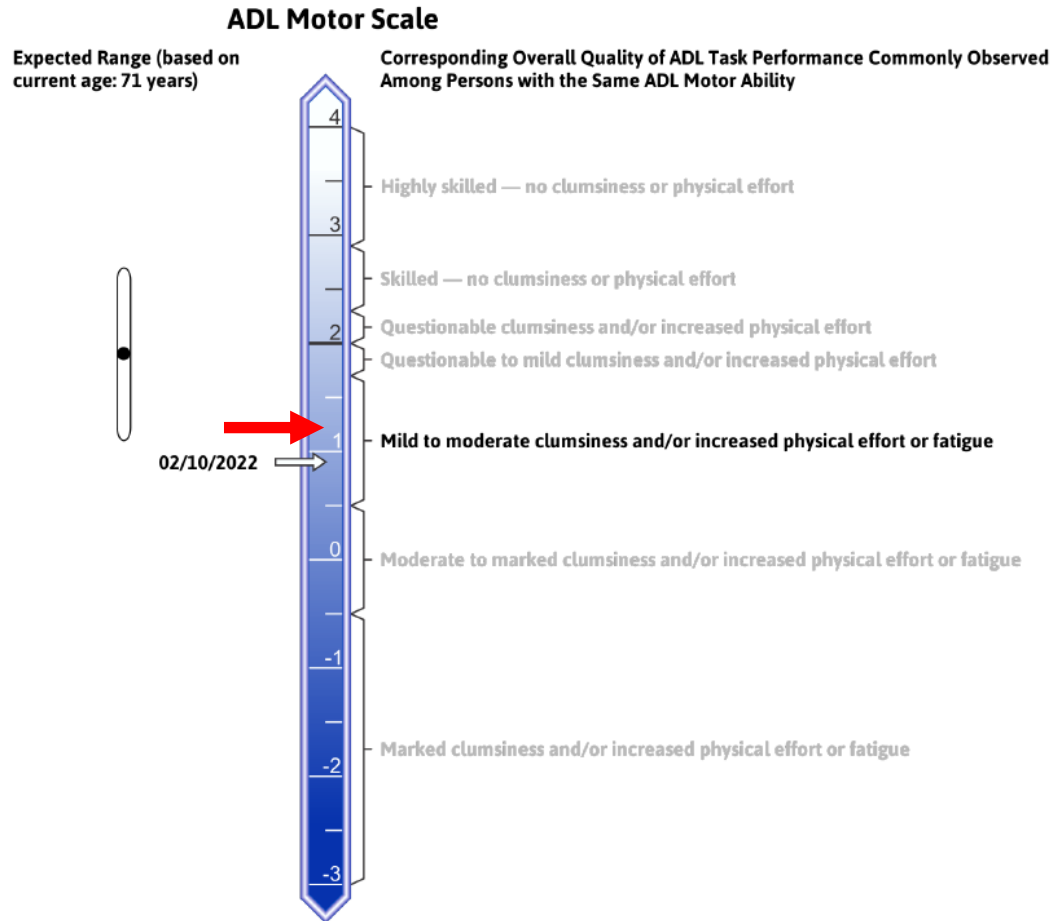 ADL Motor Scale
Expected Range (based on
current age: 71 years)
Corresponding Overall Quality of ADL Task Performance Commonly Observed
Among Persons with the Same ADL Motor Ability
4
Highly skilled — no clumsiness or physical effort
3
Skilled — no clumsiness or physical effort
Questionable clumsiness and/or increased physical effort
2
Questionable to mild clumsiness and/or increased physical effort
1
Mild to moderate clumsiness and/or increased physical effort or fatigue
02/10/2022
0
Moderate to marked clumsiness and/or increased physical effort or fatigue
-1
Marked clumsiness and/or increased physical effort or fatigue
-2
-3